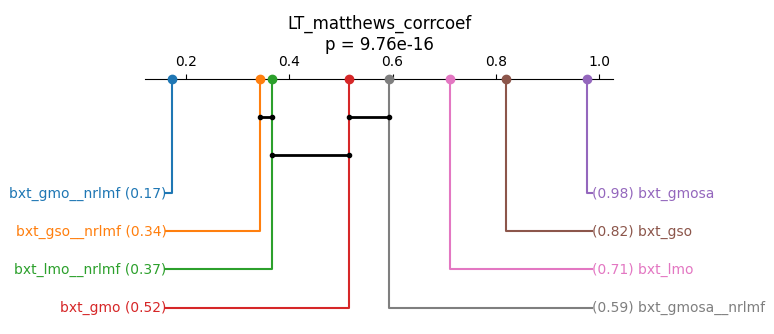 LT_matthews_corrcoef
p = 9.76e-16
0.2 0.4 0.6 0.8 1.0
bxt_gmo__nrlmf (0.17) (0.98) bxt_gmosa
bxt_gso__nrlmf (0.34) (0.82) bxt_gso
bxt_lmo__nrlmf (0.37) (0.71) bxt_lmo
bxt_gmo (0.52) (0.59) bxt_gmosa__nrlmf